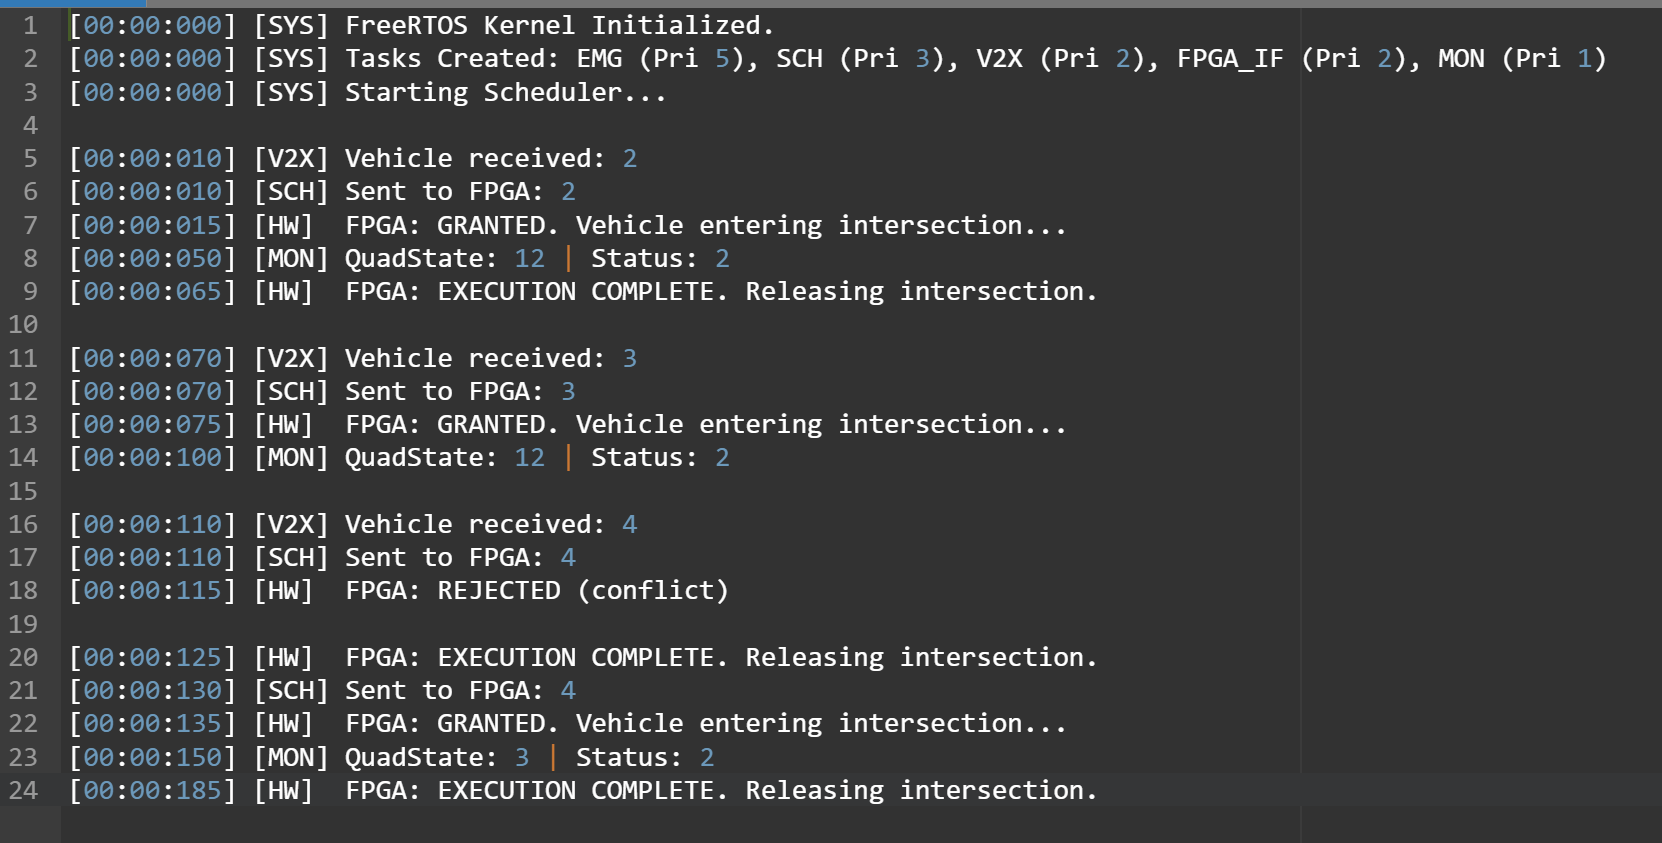 1 [00:00:000] [SYS] FreeRTOS Kernel Initialized.
2 [00:00:000] [SYS] Tasks Created: EMG (Pri 5), SCH (Pri 3), V2X (Pri 2), FPGA_IF (Pri 2), MON (Pri 1)
3 [00:00:000] [SYS] Starting Scheduler...
4
5 [00:00:010] [V2X] Vehicle received: 2
6 [00:00:010] [SCH] Sent to FPGA: 2
7 [00:00:015] [HW]  FPGA: GRANTED. Vehicle entering intersection...
8 [00:00:050] [MON] QuadState: 12 | Status: 2
9 [00:00:065] [HW]  FPGA: EXECUTION COMPLETE. Releasing intersection.
10
11 [00:00:070] [V2X] Vehicle received: 3
12 [00:00:070] [SCH] Sent to FPGA: 3
13 [00:00:075] [HW]  FPGA: GRANTED. Vehicle entering intersection...
14 [00:00:100] [MON] QuadState: 12 | Status: 2
15
16 [00:00:110] [V2X] Vehicle received: 4
17 [00:00:110] [SCH] Sent to FPGA: 4
18 [00:00:115] [HW]  FPGA: REJECTED (conflict)
19
20 [00:00:125] [HW]  FPGA: EXECUTION COMPLETE. Releasing intersection.
21 [00:00:130] [SCH] Sent to FPGA: 4
22 [00:00:135] [HW]  FPGA: GRANTED. Vehicle entering intersection...
23 [00:00:150] [MON] QuadState: 3 | Status: 2
24 [00:00:185] [HW]  FPGA: EXECUTION COMPLETE. Releasing intersection.